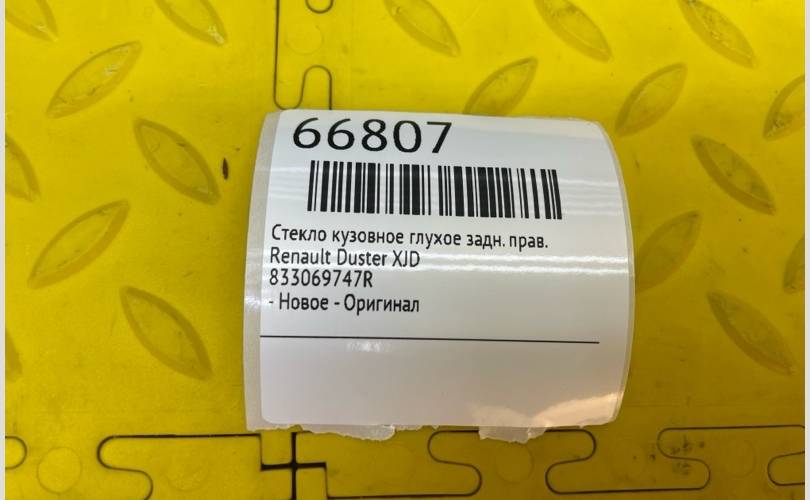 66807
Стекло кузовное глухое задн. прав.
Renault Duster XJD
833069747R
- Новое - Оригинал